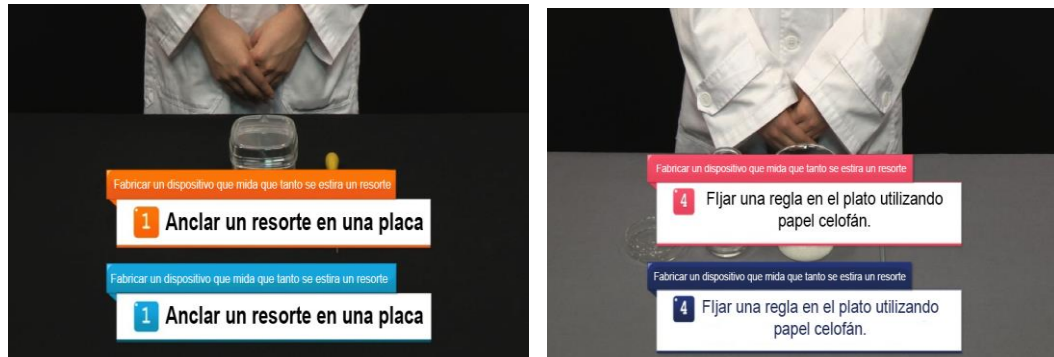 Fabricar un dispositivo que mida que tanto se estira un resorte
1 Anclar un resorte en una placa
Fabricar un dispositivo que mida que tanto se estira un resorte
1 Anclar un resorte en una placa
Fabricar un dispositivo que mida que tanto se estira un resorte
4 FIjar una regla en el plato utilizando
papel celofán.
Fabricar un dispositivo que mida que tanto se estira un resorte
4 FIjar una regla en el plato utilizando
papel celofán.